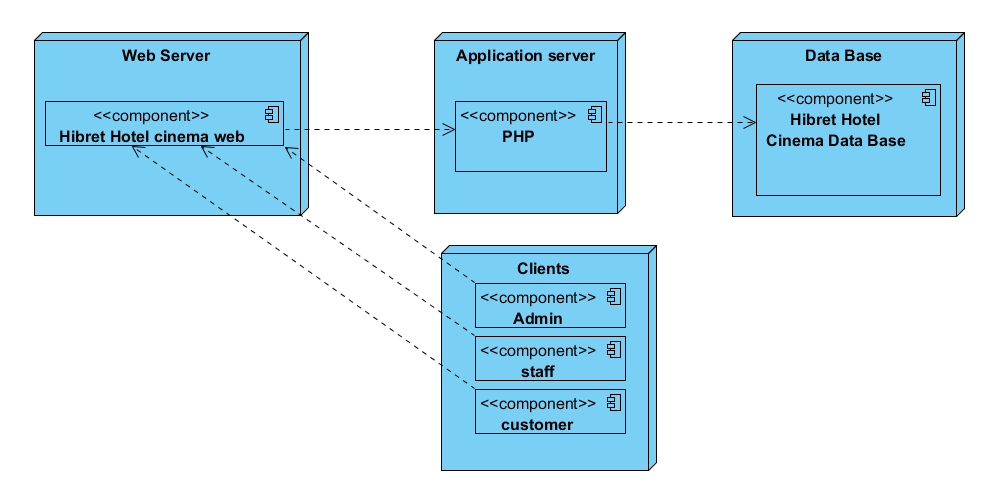 Web Server
<<component>>
Hibret Hotel cinema web
Application server
<<component>>
PHP
Data Base
<<component>>
Hibret Hotel
Cinema Data Base
Clients
<<component>>
Admin
<<component>>
staff
<<component>>
customer